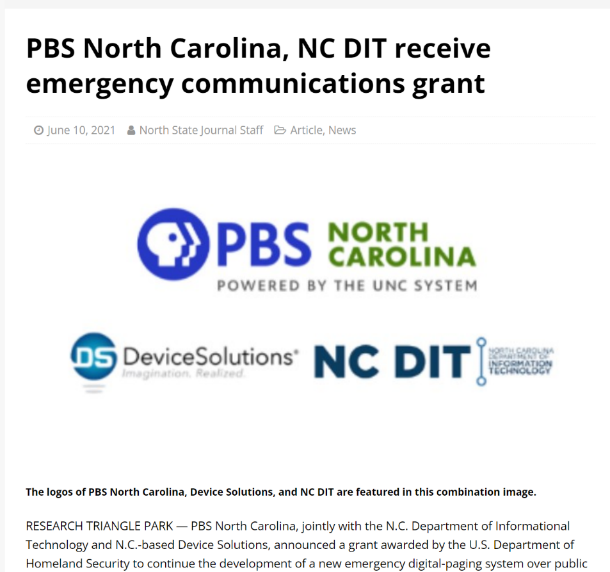 PBS North Carolina, NC DIT receive
emergency communications grant
June 10, 2021 North State Journal Staff Article, News
PBS NORTH
CAROLINA
POWERED BY THE UNC SYSTEM
DS DeviceSolutions®
Imagination. Realized.
NC DIT
NORTH CAROLINA
DEPARTMENT OF
INFORMATION
TECHNOLOGY
The logos of PBS North Carolina, Device Solutions, and NC DIT are featured in this combination image.
RESEARCH TRIANGLE PARK — PBS North Carolina, jointly with the N.C. Department of Informational
Technology and N.C.-based Device Solutions, announced a grant awarded by the U.S. Department of
Homeland Security to continue the development of a new emergency digital-paging system over public